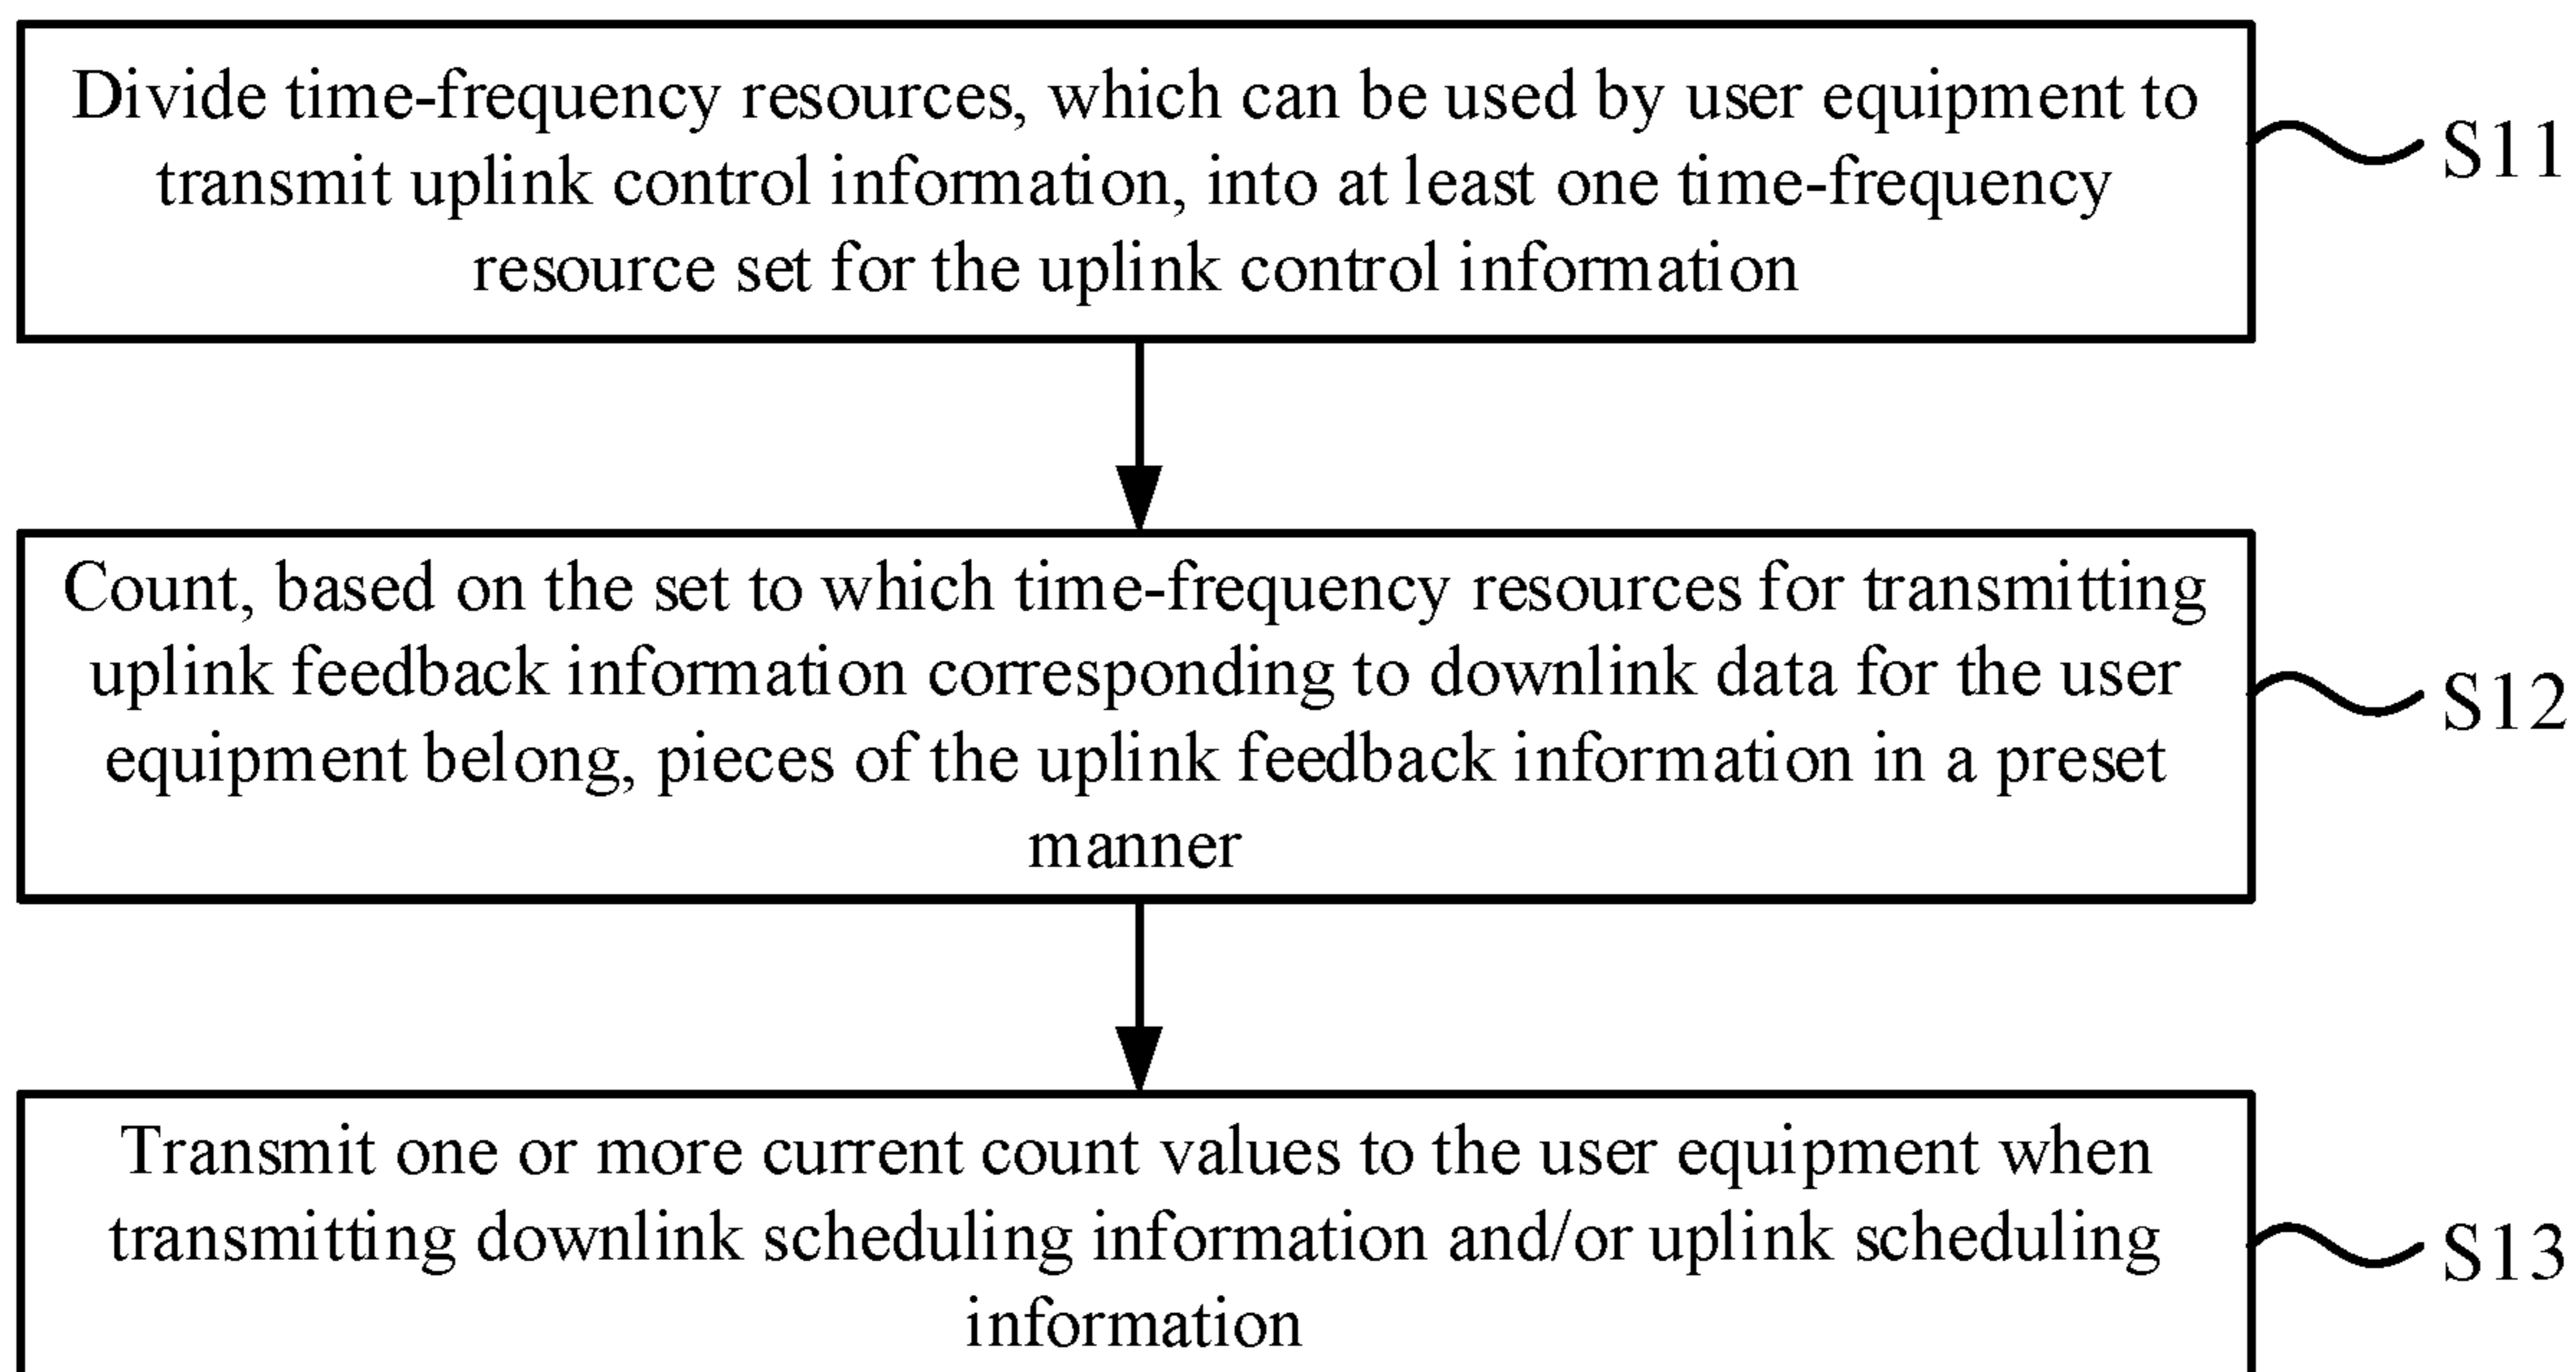 Divide time-frequency resources, which can be used by user equipment to
transmit uplink control information, into at least one time-frequency
resource set for the uplink control information
S11
Count, based on the set to which time-frequency resources for transmitting
uplink feedback information corresponding to downlink data for the user
equipment belong, pieces of the uplink feedback information in a preset
manner
S12
Transmit one or more current count values to the user equipment when
transmitting downlink scheduling information and/or uplink scheduling
information
S13